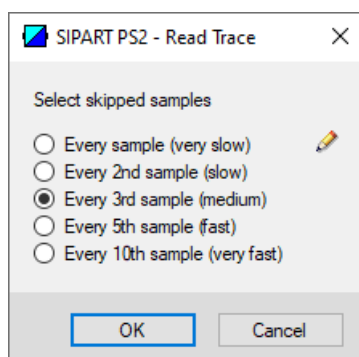 SIPART PS2 - Read Trace
Select skipped samples
Every sample (very slow)
Every 2nd sample (slow)
Every 3rd sample (medium)
Every 5th sample (fast)
Every 10th sample (very fast)
OK
Cancel